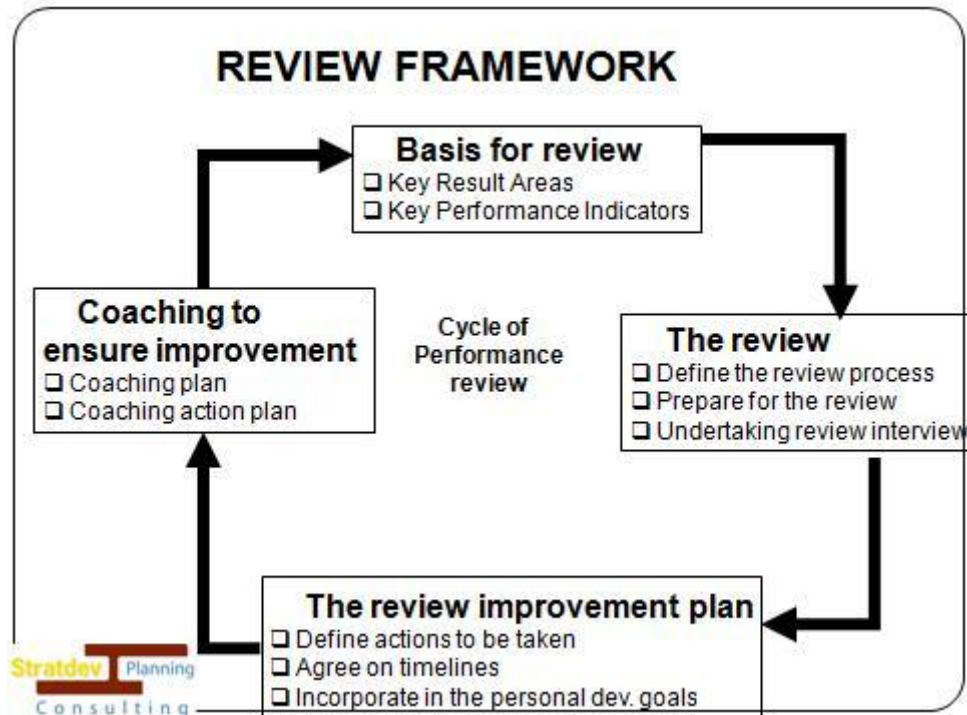 REVIEW FRAMEWORK
Basis for review
❑ Key Result Areas
❑ Key Performance Indicators
Coaching to
ensure improvement
❑ Coaching plan
❑ Coaching action plan
Cycle of
Performance
review
The review
❑ Define the review process
❑ Prepare for the review
❑ Undertaking review interview
The review improvement plan
❑ Define actions to be taken
❑ Agree on timelines
❑ Incorporate in the personal dev. goals
Stratdev Planning
Consulting